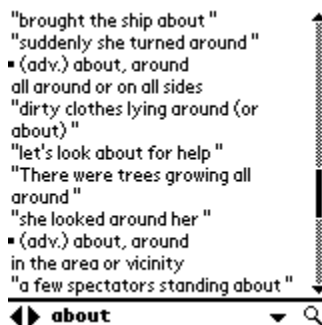 "brought the ship about "
"suddenly she turned around "
▪ (adv.) about, around
all around or on all sides
"dirty clothes lying around (or
about) "
"let's look about for help "
"There were trees growing all
around "
"she looked around her "
▪ (adv.) about, around
in the area or vicinity
"a few spectators standing about "
about